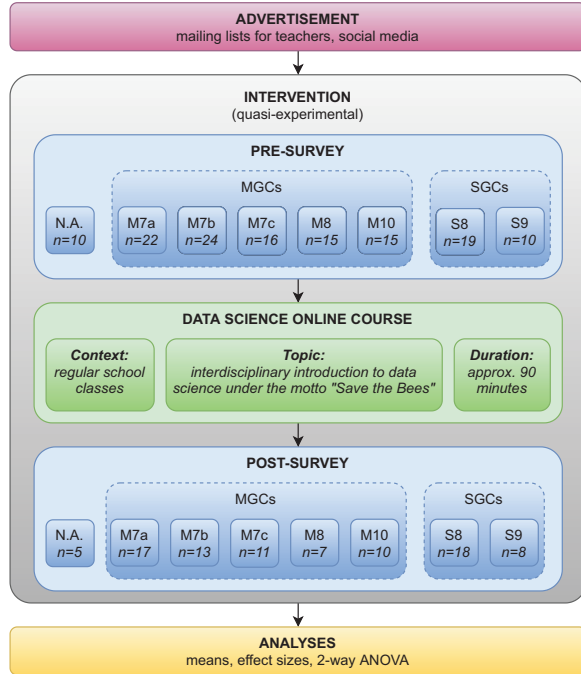 ADVERTISEMENT
mailing lists for teachers, social media
INTERVENTION
(quasi-experimental)
PRE-SURVEY
MGCs
SGCs
N.A.
n=10
M7a
n=22
M7b
n=24
M7c
n=16
M8
n=15
M10
n=15
S8
n=19
S9
n=10
DATA SCIENCE ONLINE COURSE
Context:
regular school
classes
Topic:
interdisciplinary introduction to data
science under the motto "Save the Bees"
Duration:
approx. 90
minutes
POST-SURVEY
MGCs
SGCs
N.A.
n=5
M7a
n=17
M7b
n=13
M7c
n=11
M8
n=7
M10
n=10
S8
n=18
S9
n=8
ANALYSES
means, effect sizes, 2-way ANOVA